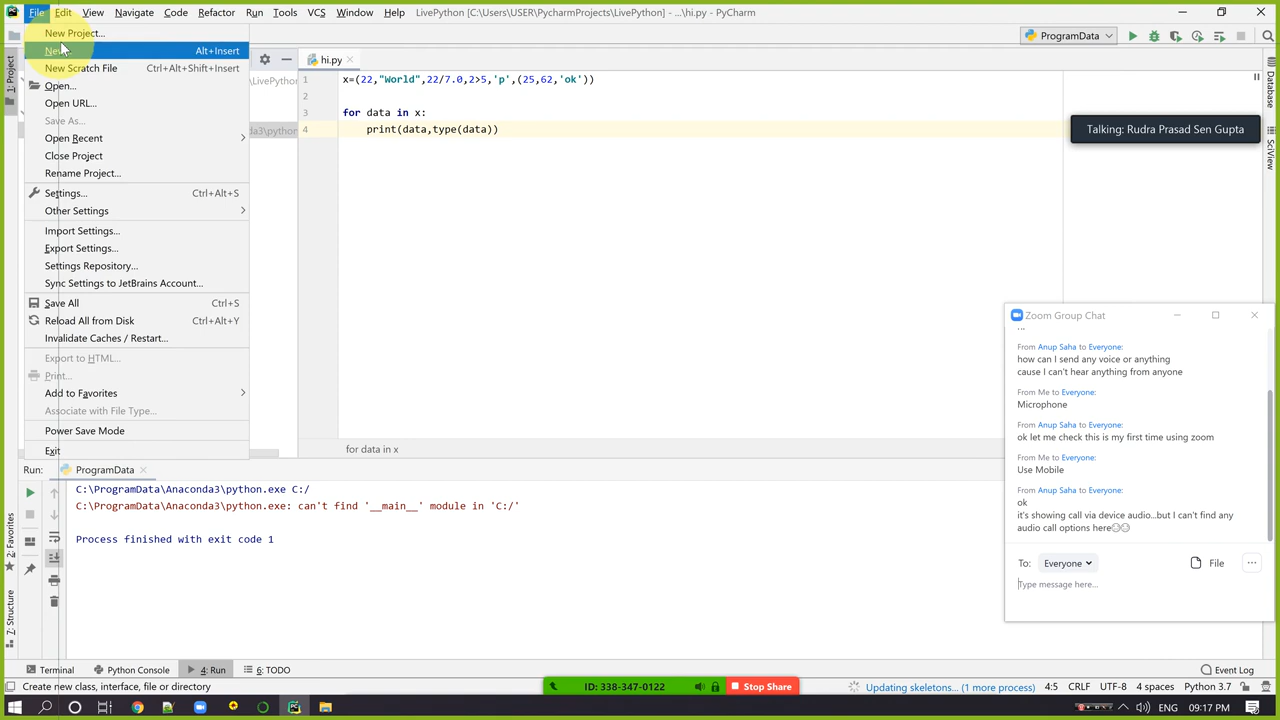 File Edit View Navigate Code Refactor Run Tools VCS Window Help LivePython [C:\Users\USER\PycharmProjects\LivePython] - ...\hi.py - PyCharm
New Project...
New... Alt+Insert
New Scratch File Ctrl+Alt+Shift+Insert
Open...
Open URL...
Save As...
Open Recent
Close Project
Rename Project...
Settings... Ctrl+Alt+S
Other Settings
Import Settings...
Export Settings...
Settings Repository...
Sync Settings to JetBrains Account...
Save All Ctrl+S
Reload All from Disk Ctrl+Alt+Y
Invalidate Caches / Restart...
Export to HTML...
Print...
Add to Favorites
Associate with File Type...
Power Save Mode
Exit
ProgramData
1: Project
hi.py
1 x=(22,"World",22/7.0,2>5,'p',(25,62,'ok'))
2
3 for data in x:
4 print(data,type(data))
for data in x
Database
SciView
Talking: Rudra Prasad Sen Gupta
Zoom Group Chat
From Anup Saha to Everyone:
how can I send any voice or anything
cause I can't hear anything from anyone
From Me to Everyone:
Microphone
From Anup Saha to Everyone:
ok let me check this is my first time using zoom
From Me to Everyone:
Use Mobile
From Anup Saha to Everyone:
ok
it's showing call via device audio...but I can't find any
audio call options here
To: Everyone File
Type message here...
Run: ProgramData
C:\ProgramData\Anaconda3\python.exe C:/
C:\ProgramData\Anaconda3\python.exe: can't find '__main__' module in 'C:/'
Process finished with exit code 1
2: Favorites
7: Structure
Terminal Python Console 4: Run 6: TODO Event Log
Create new class, interface, file or directory
ID: 338-347-0122 Stop Share
Updating skeletons... (1 more process) 4:5 CRLF UTF-8 4 spaces Python 3.7
ENG 09:17 PM